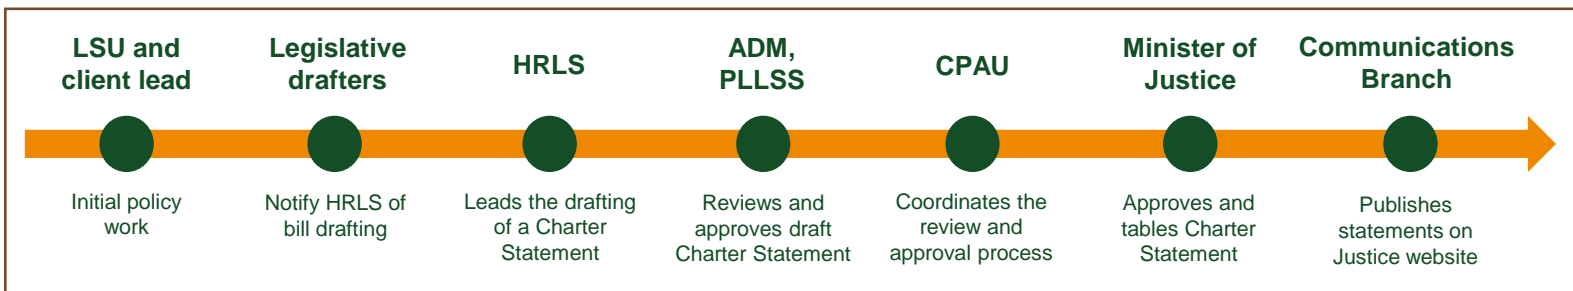 LSU and
client lead
Legislative
drafters
HRLS
ADM,
PLLSS
CPAU
Minister of
Justice
Communications
Branch
Initial policy
work
Notify HRLS of
bill drafting
Leads the drafting
of a Charter
Statement
Reviews and
approves draft
Charter Statement
Coordinates the
review and
approval process
Approves and
tables Charter
Statement
Publishes
statements on
Justice website